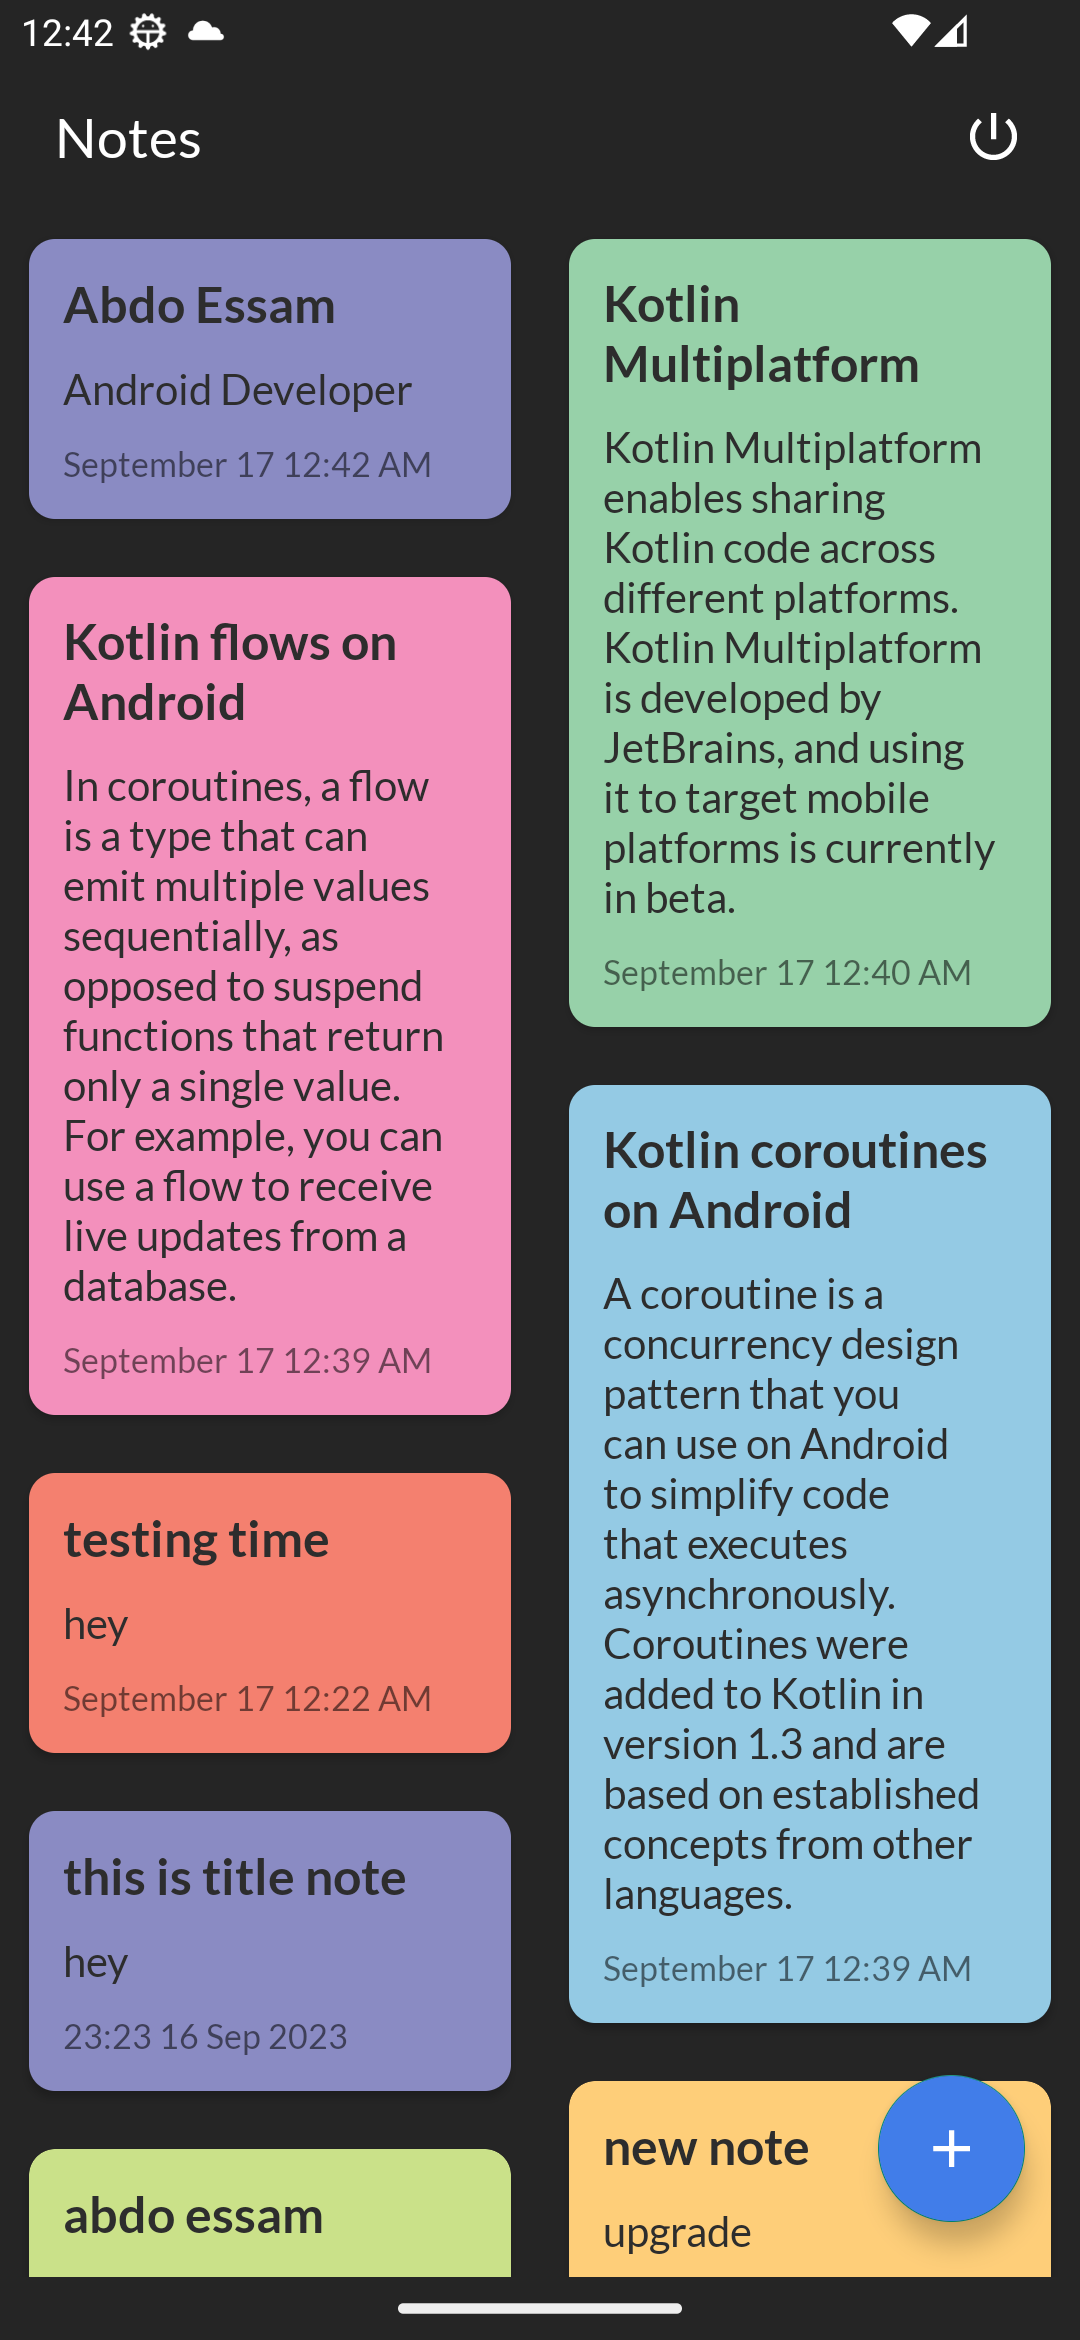 12:42
Notes
Abdo Essam
Android Developer
September 17 12:42 AM
Kotlin flows on
Android
In coroutines, a flow
is a type that can
emit multiple values
sequentially, as
opposed to suspend
functions that return
only a single value.
For example, you can
use a flow to receive
live updates from a
database.
September 17 12:39 AM
testing time
hey
September 17 12:22 AM
this is title note
hey
23:23 16 Sep 2023
abdo essam
Kotlin
Multiplatform
Kotlin Multiplatform
enables sharing
Kotlin code across
different platforms.
Kotlin Multiplatform
is developed by
JetBrains, and using
it to target mobile
platforms is currently
in beta.
September 17 12:40 AM
Kotlin coroutines
on Android
A coroutine is a
concurrency design
pattern that you
can use on Android
to simplify code
that executes
asynchronously.
Coroutines were
added to Kotlin in
version 1.3 and are
based on established
concepts from other
languages.
September 17 12:39 AM
new note
upgrade